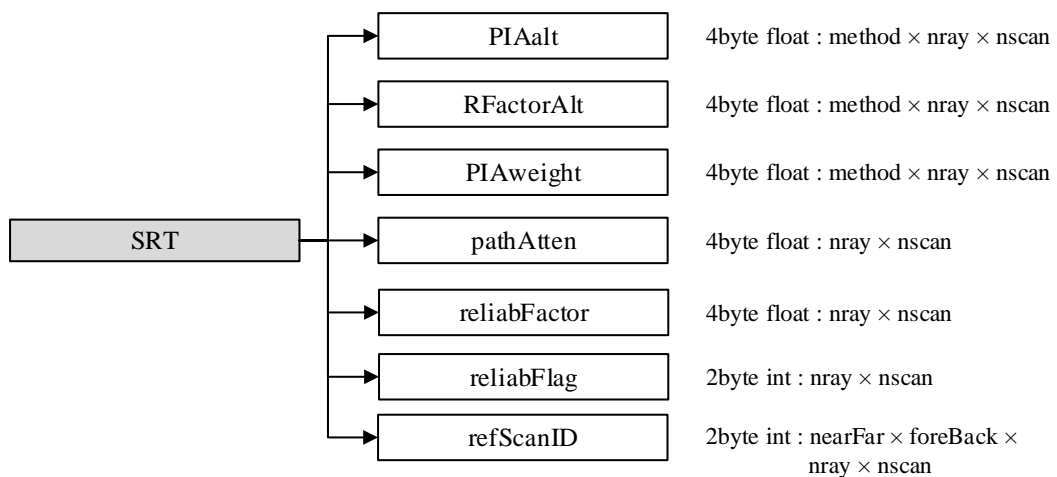 PIAalt 4byte float : method × nray × nscan
RFactorAlt 4byte float : method × nray × nscan
PIAweight 4byte float : method × nray × nscan
SRT
pathAtten 4byte float : nray × nscan
reliabFactor 4byte float : nray × nscan
reliabFlag 2byte int : nray × nscan
refScanID 2byte int : nearFar × foreBack ×
nray × nscan